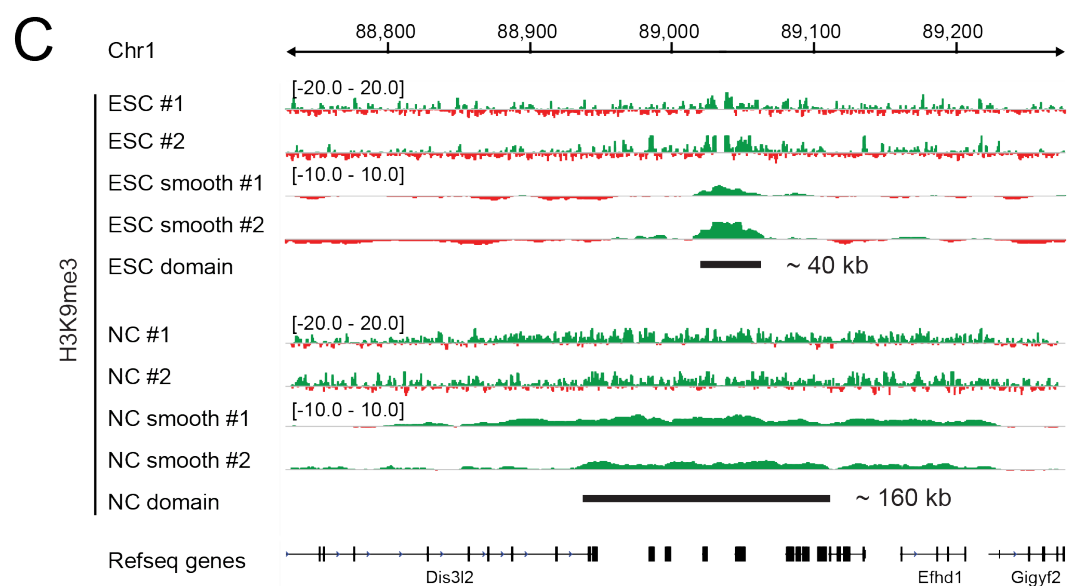 C
88,800 88,900 89,000 89,100 89,200
Chr1
H3K9me3
[-20.0 - 20.0]
ESC #1
ESC #2
[-10.0 - 10.0]
ESC smooth #1
ESC smooth #2
ESC domain ~ 40 kb
[-20.0 - 20.0]
NC #1
NC #2
[-10.0 - 10.0]
NC smooth #1
NC smooth #2
NC domain ~ 160 kb
Refseq genes
Dis3l2 Efhd1 Gigyf2